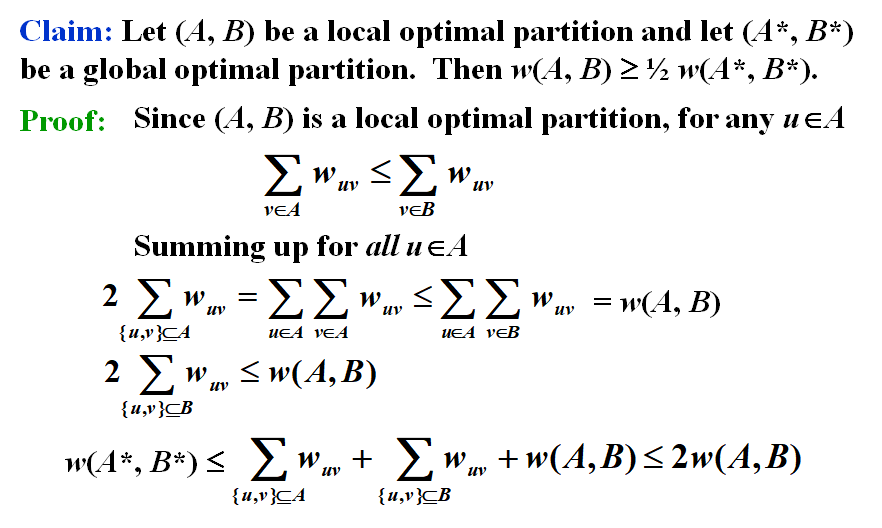 Claim: Let (A, B) be a local optimal partition and let (A*, B*)
be a global optimal partition. Then w(A, B) ≥ ½ w(A*, B*).
Proof: Since (A, B) is a local optimal partition, for any u∈A
∑_{v∈A} w_{uv} ≤ ∑_{v∈B} w_{uv}
Summing up for all u∈A
2 ∑_{{u,v}⊆A} w_{uv} = ∑_{u∈A} ∑_{v∈A} w_{uv} ≤ ∑_{u∈A} ∑_{v∈B} w_{uv} = w(A, B)
2 ∑_{{u,v}⊆B} w_{uv} ≤ w(A,B)
w(A*, B*) ≤ ∑_{{u,v}⊆A} w_{uv} + ∑_{{u,v}⊆B} w_{uv} + w(A,B) ≤ 2w(A,B)